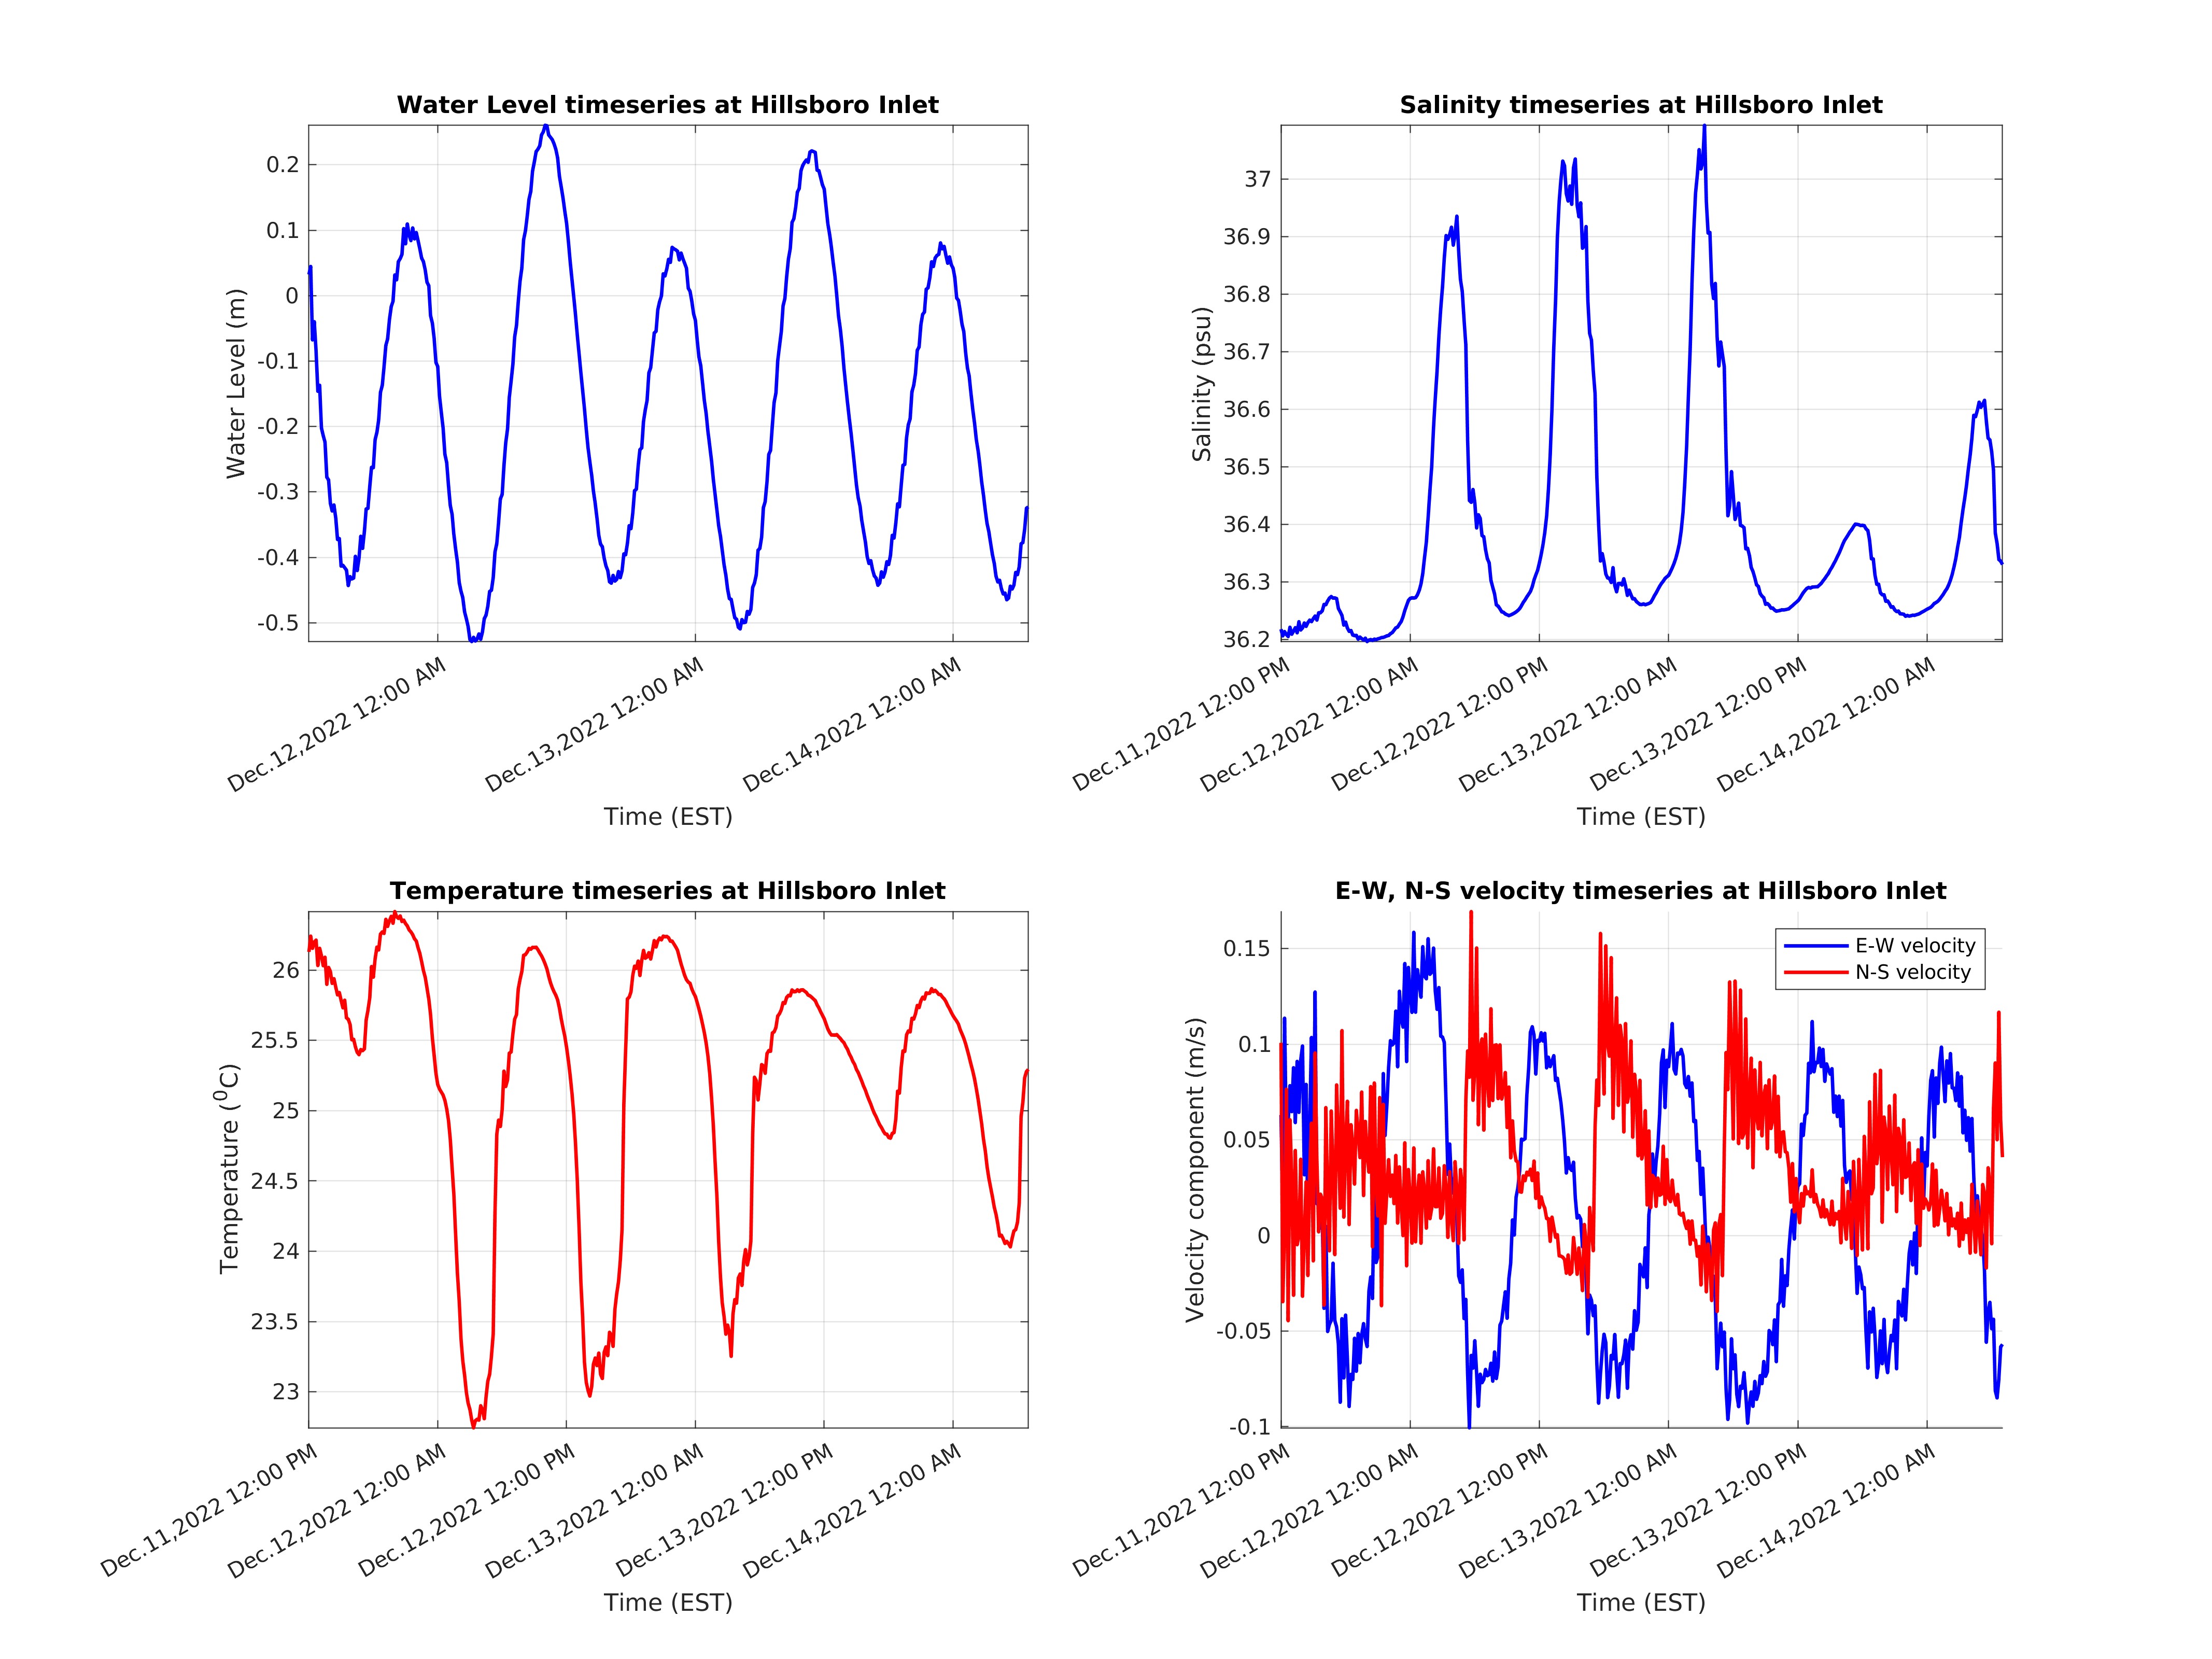 Water Level timeseries at Hillsboro Inlet
Water Level (m)
0.2
0.1
0
-0.1
-0.2
-0.3
-0.4
-0.5
Dec.12,2022 12:00 AM
Dec.13,2022 12:00 AM
Dec.14,2022 12:00 AM
Time (EST)
Salinity timeseries at Hillsboro Inlet
Salinity (psu)
37
36.9
36.8
36.7
36.6
36.5
36.4
36.3
36.2
Dec.11,2022 12:00 PM
Dec.12,2022 12:00 AM
Dec.12,2022 12:00 PM
Dec.13,2022 12:00 AM
Dec.13,2022 12:00 PM
Dec.14,2022 12:00 AM
Time (EST)
Temperature timeseries at Hillsboro Inlet
Temperature (⁰C)
26
25.5
25
24.5
24
23.5
23
Dec.11,2022 12:00 PM
Dec.12,2022 12:00 AM
Dec.12,2022 12:00 PM
Dec.13,2022 12:00 AM
Dec.13,2022 12:00 PM
Dec.14,2022 12:00 AM
Time (EST)
E-W, N-S velocity timeseries at Hillsboro Inlet
E-W velocity
N-S velocity
Velocity component (m/s)
0.15
0.1
0.05
0
-0.05
-0.1
Dec.11,2022 12:00 PM
Dec.12,2022 12:00 AM
Dec.12,2022 12:00 PM
Dec.13,2022 12:00 AM
Dec.13,2022 12:00 PM
Dec.14,2022 12:00 AM
Time (EST)